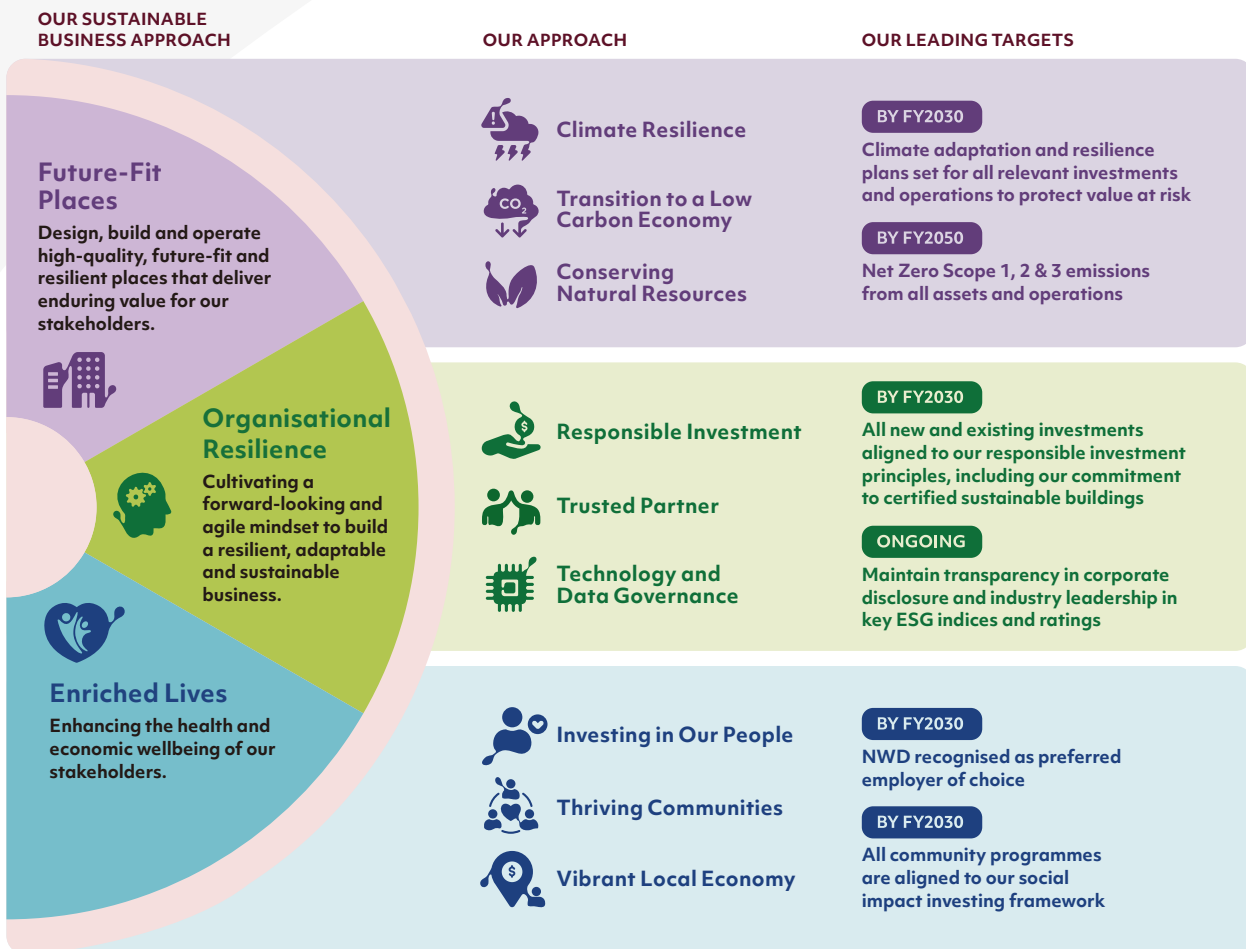 OUR SUSTAINABLE
BUSINESS APPROACH
OUR APPROACH
OUR LEADING TARGETS
Future-Fit
Places
Design, build and operate
high-quality, future-fit and
resilient places that deliver
enduring value for our
stakeholders.
Climate Resilience
CO₂
Transition to a Low
Carbon Economy
Conserving
Natural Resources
BY FY2030
Climate adaptation and resilience
plans set for all relevant investments
and operations to protect value at risk
BY FY2050
Net Zero Scope 1, 2 & 3 emissions
from all assets and operations
Organisational
Resilience
Cultivating a
forward-looking and
agile mindset to build
a resilient, adaptable
and sustainable
business.
$
Responsible Investment
Trusted Partner
Technology and
Data Governance
BY FY2030
All new and existing investments
aligned to our responsible investment
principles, including our commitment
to certified sustainable buildings
ONGOING
Maintain transparency in corporate
disclosure and industry leadership in
key ESG indices and ratings
Enriched Lives
Enhancing the health and
economic wellbeing of our
stakeholders.
Investing in Our People
Thriving Communities
$
Vibrant Local Economy
BY FY2030
NWD recognised as preferred
employer of choice
BY FY2030
All community programmes
are aligned to our social
impact investing framework